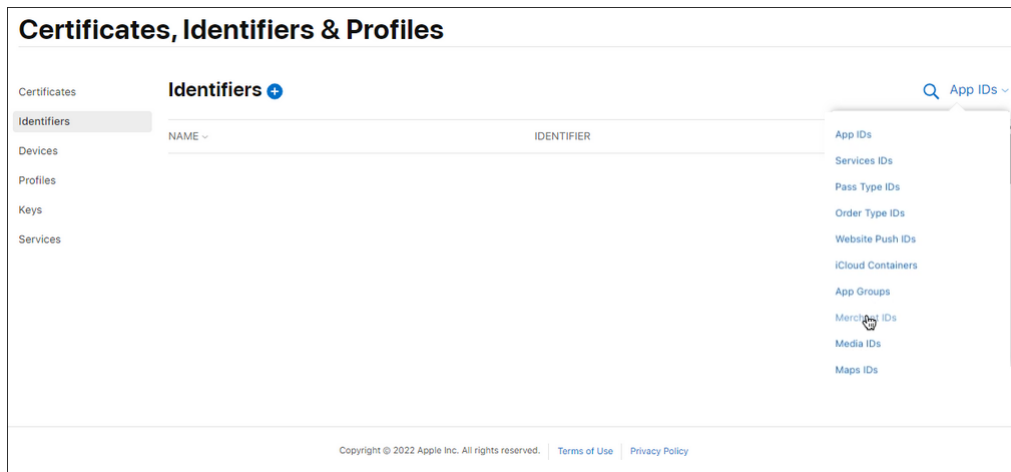 Certificates, Identifiers & Profiles
Certificates
Identifiers
Devices
Profiles
Keys
Services
Identifiers
App IDs
NAME
IDENTIFIER
App IDs
Services IDs
Pass Type IDs
Order Type IDs
Website Push IDs
iCloud Containers
App Groups
Merchant IDs
Media IDs
Maps IDs
Copyright © 2022 Apple Inc. All rights reserved. Terms of Use Privacy Policy